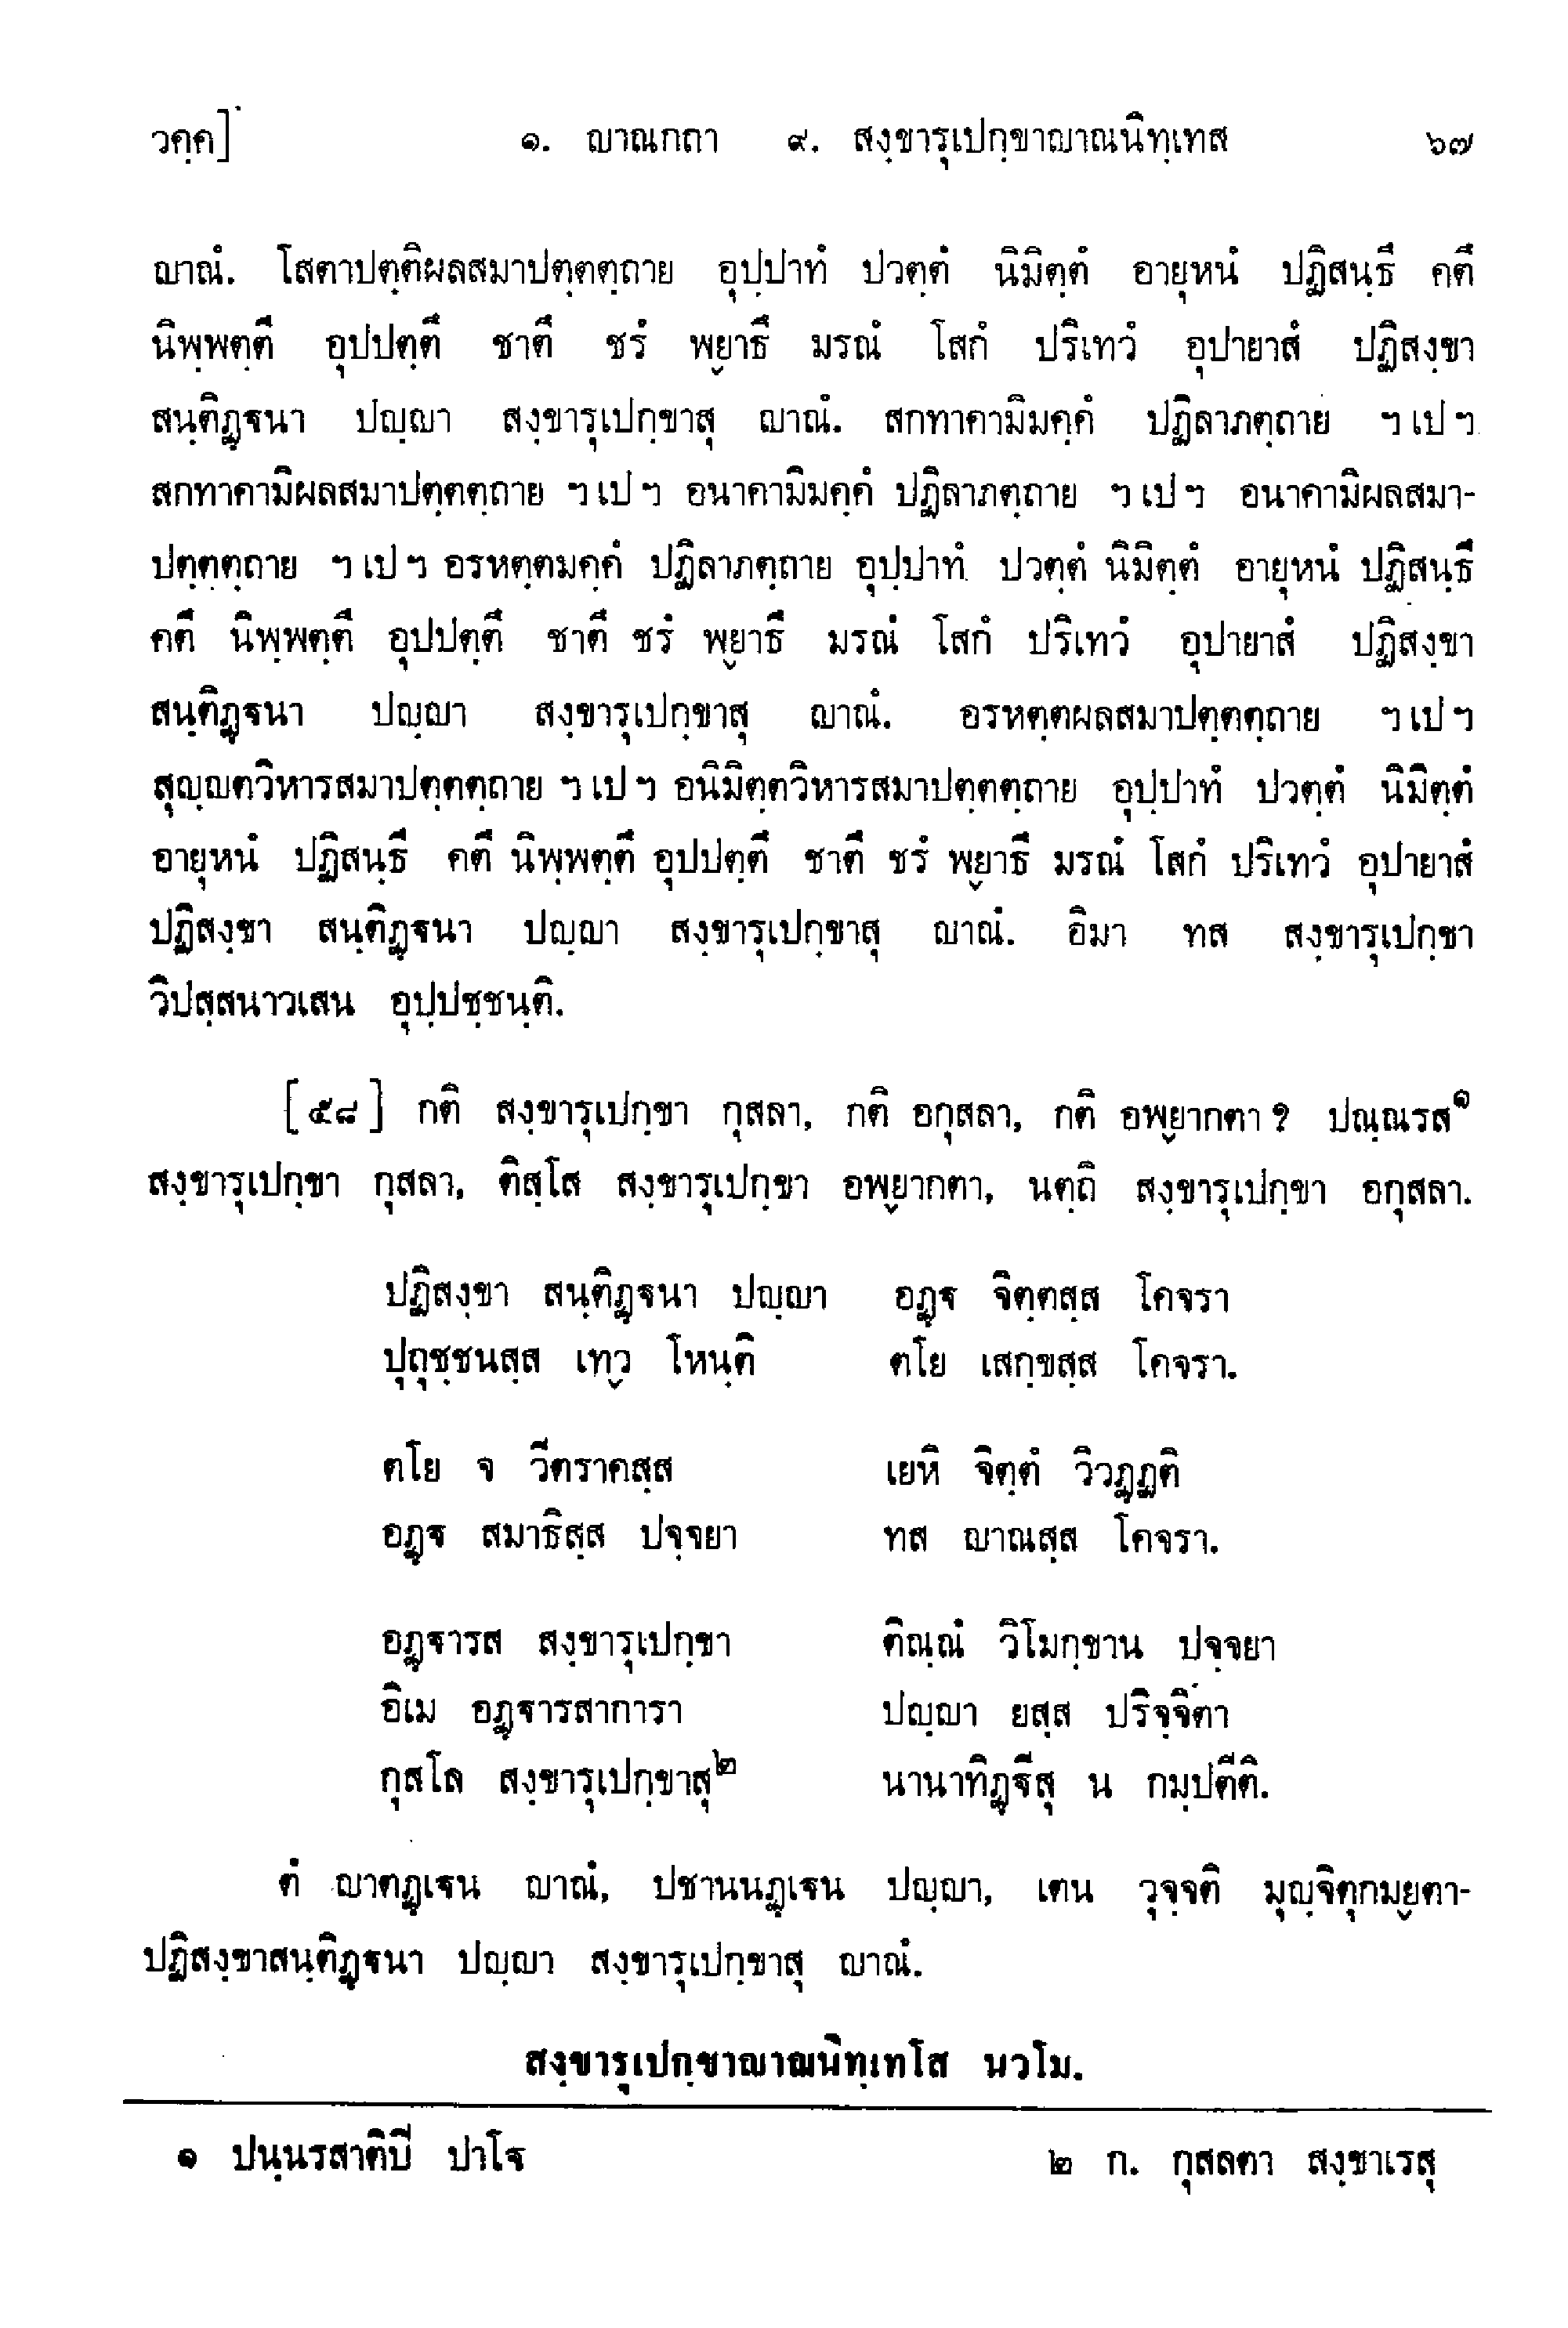 วคฺค]	๑. ญาณกถา ๙. สงฺขารุเปกฺขาญาณนิทฺเทส	๖๗
ญาณํ. โสตาปตฺติผลสมาปตฺตตฺถาย อุปฺปาทํ ปวตฺตํ นิมิตฺตํ อายุหนํ ปฏิสนฺธึ คตึ
นิพฺพตฺตึ อุปปตฺตึ ชาตึ ชรํ พฺยาธึ มรณํ โสกํ ปริเทวํ อุปายาสํ ปฏิสงฺขา
สนฺติฏฺฐนา ปญฺญา สงฺขารุเปกฺขาสุ ญาณํ. สกทาคามิมคฺคํ ปฏิลาภตฺถาย ฯ เป ฯ
สกทาคามิผลสมาปตฺตตฺถาย ฯ เป ฯ อนาคามิมคฺคํ ปฏิลาภตฺถาย ฯ เป ฯ อนาคามิผลสมา-
ปตฺตตฺถาย ฯ เป ฯ อรหตฺตมคฺคํ ปฏิลาภตฺถาย อุปฺปาทํ ปวตฺตํ นิมิตฺตํ อายุหนํ ปฏิสนฺธึ
คตึ นิพฺพตฺตึ อุปปตฺตึ ชาตึ ชรํ พฺยาธึ มรณํ โสกํ ปริเทวํ อุปายาสํ ปฏิสงฺขา
สนฺติฏฺฐนา ปญฺญา สงฺขารุเปกฺขาสุ ญาณํ. อรหตฺตผลสมาปตฺตตฺถาย ฯ เป ฯ
สุญฺญตวิหารสมาปตฺตตฺถาย ฯ เป ฯ อนิมิตฺตวิหารสมาปตฺตตฺถาย อุปฺปาทํ ปวตฺตํ นิมิตฺตํ
อายุหนํ ปฏิสนฺธึ คตึ นิพฺพตฺตึ อุปปตฺตึ ชาตึ ชรํ พฺยาธึ มรณํ โสกํ ปริเทวํ อุปายาสํ
ปฏิสงฺขา สนฺติฏฺฐนา ปญฺญา สงฺขารุเปกฺขาสุ ญาณํ. อิมา ทส สงฺขารุเปกฺขา
วิปสฺสนาวเสน อุปฺปชฺชนฺติ.
[๕๘] กติ สงฺขารุเปกฺขา กุสลา, กติ อกุสลา, กติ อพฺยากตา ? ปณฺณรส๑
สงฺขารุเปกฺขา กุสลา, ติสฺโส สงฺขารุเปกฺขา อพฺยากตา, นตฺถิ สงฺขารุเปกฺขา อกุสลา.
ปฏิสงฺขา สนฺติฏฺฐนา ปญฺญา	อฏฺฐ จิตฺตสฺส โคจรา
ปุถุชฺชนสฺส เทฺว โหนฺติ	ตโย เสกฺขสฺส โคจรา.
ตโย จ วีตราคสฺส	เยหิ จิตฺตํ วิวฏฺฏติ
อฏฺฐ สมาธิสฺส ปจฺจยา	ทส ญาณสฺส โคจรา.
อฏฺฐารส สงฺขารุเปกฺขา	ติณฺณํ วิโมกฺขาน ปจฺจยา
อิเม อฏฺฐารสาการา	ปญฺญา ยสฺส ปริจฺจิตา
กุสโล สงฺขารุเปกฺขาสุ๒	นานาทิฏฺฐีสุ น กมฺปตีติ.
ตํ ญาตฏฺเฐน ญาณํ, ปชานนฏฺเฐน ปญฺญา, เตน วุจฺจติ มุญฺจิตุกมฺยตา-
ปฏิสงฺขาสนฺติฏฺฐนา ปญฺญา สงฺขารุเปกฺขาสุ ญาณํ.
สงฺขารุเปกฺขาญาณนิทฺเทโส นวโม.
๑ ปนฺนรสาติปิ ปาโฐ	๒ ก. กุสลตา สงฺขาเรสุ